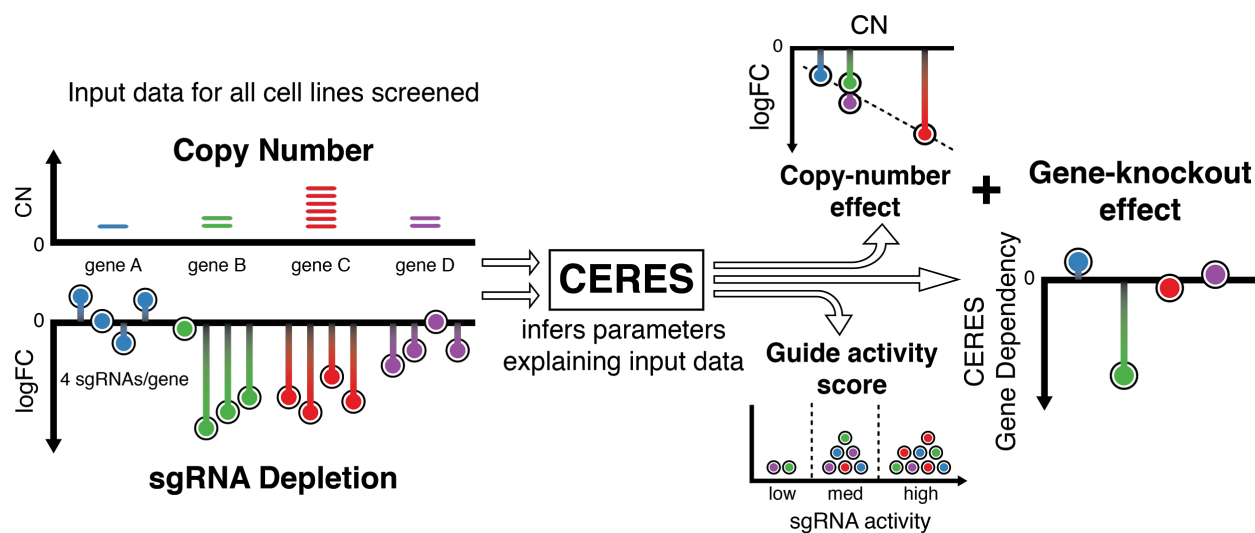 Input data for all cell lines screened
Copy Number
CN
0
gene A
gene B
gene C
gene D
0
logFC
4 sgRNAs/gene
sgRNA Depletion
CERES
infers parameters
explaining input data
CN
0
logFC
Copy-number
effect
+
Gene-knockout
effect
0
CERES
Gene Dependency
Guide activity
score
low
med
high
sgRNA activity